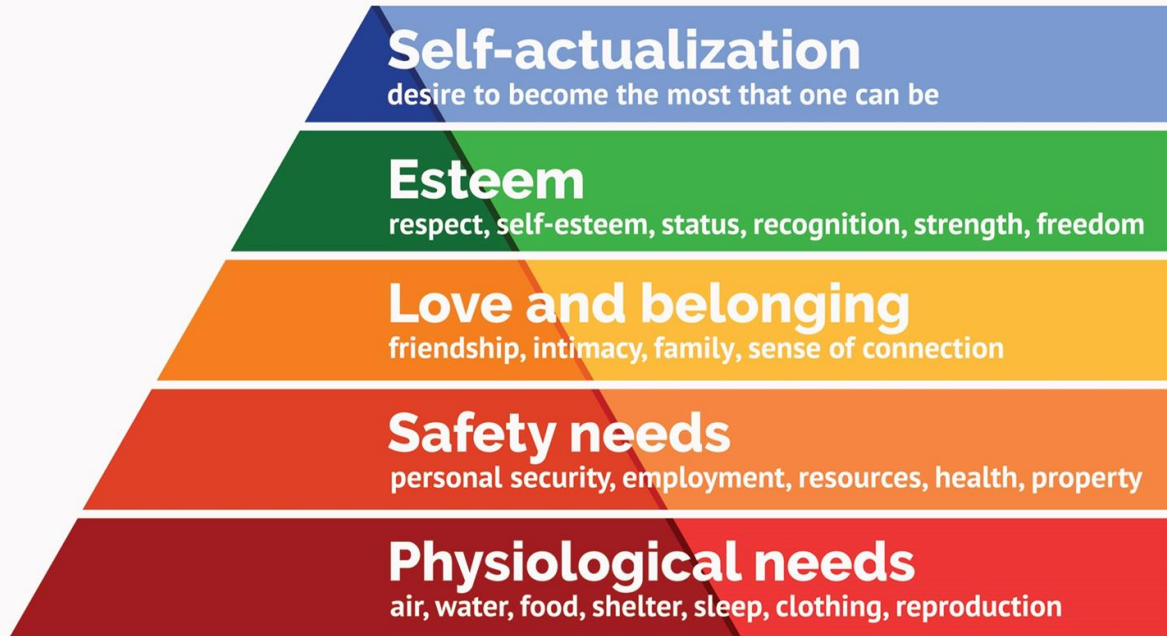 Self-actualization
desire to become the most that one can be
Esteem
respect, self-esteem, status, recognition, strength, freedom
Love and belonging
friendship, intimacy, family, sense of connection
Safety needs
personal security, employment, resources, health, property
Physiological needs
air, water, food, shelter, sleep, clothing, reproduction